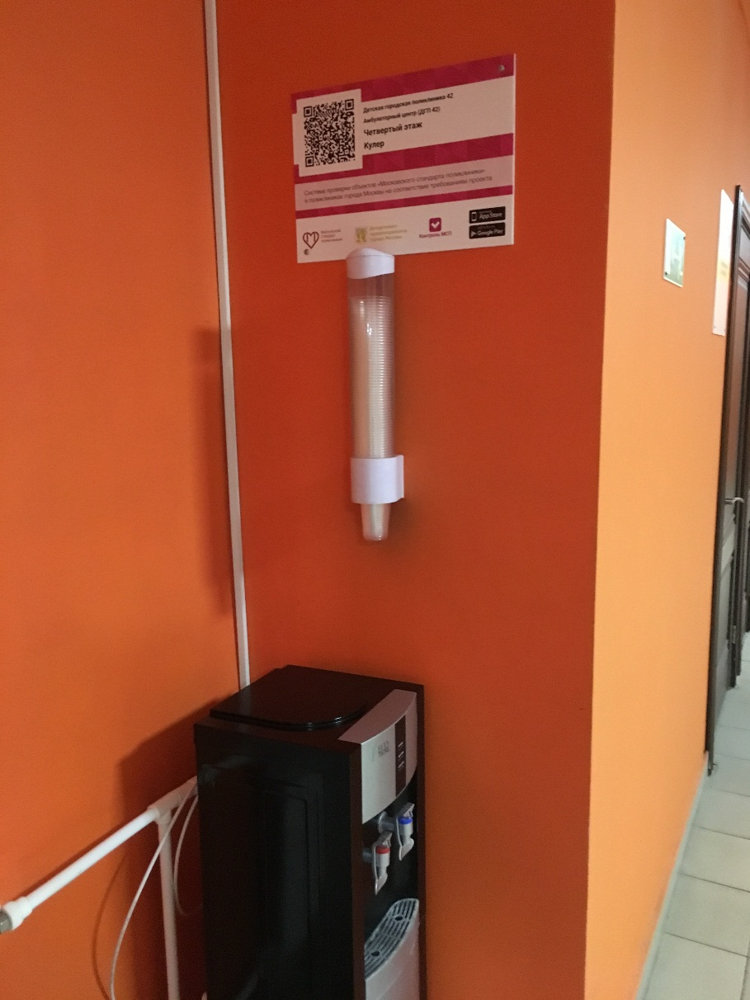 Детская городская поликлиника 42
Амбулаторный центр (ДГП 42)
Четвертый этаж
Кулер
Система проверки объектов «Московского стандарта поликлиники»
в поликлиниках города Москвы на соответствие требованиям проекта
Московский
стандарт
поликлиники
Департамент
здравоохранения
города Москвы
Контроль МСП
App Store
Google Play